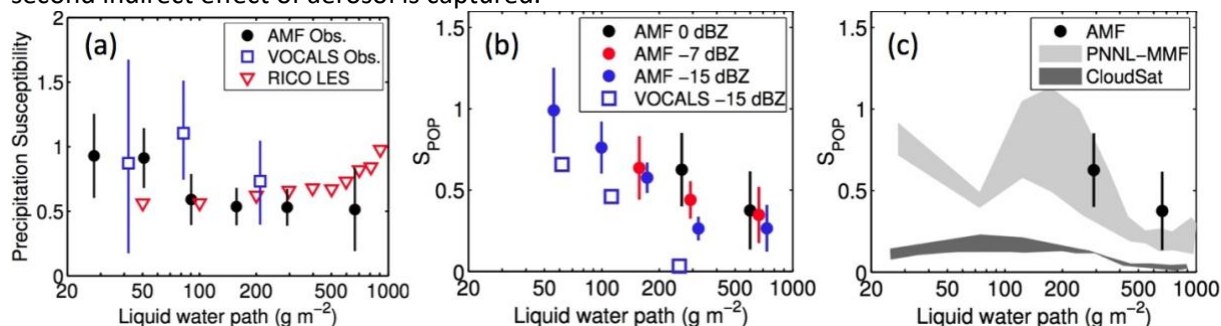 second indirect effect of aerosol is captured.
(a)
AMF Obs.
VOCALS Obs.
RICO LES
2
1.5
1
0.5
0
Precipitation Susceptibility
20 50 100 200 500 1000
Liquid water path (g m⁻²)
(b)
AMF 0 dBZ
AMF −7 dBZ
AMF −15 dBZ
VOCALS −15 dBZ
1.5
1
0.5
0
S_POP
20 50 100 200 500 1000
Liquid water path (g m⁻²)
(c)
AMF
PNNL-MMF
CloudSat
1.5
1
0.5
0
S_POP
20 50 100 200 500 1000
Liquid water path (g m⁻²)